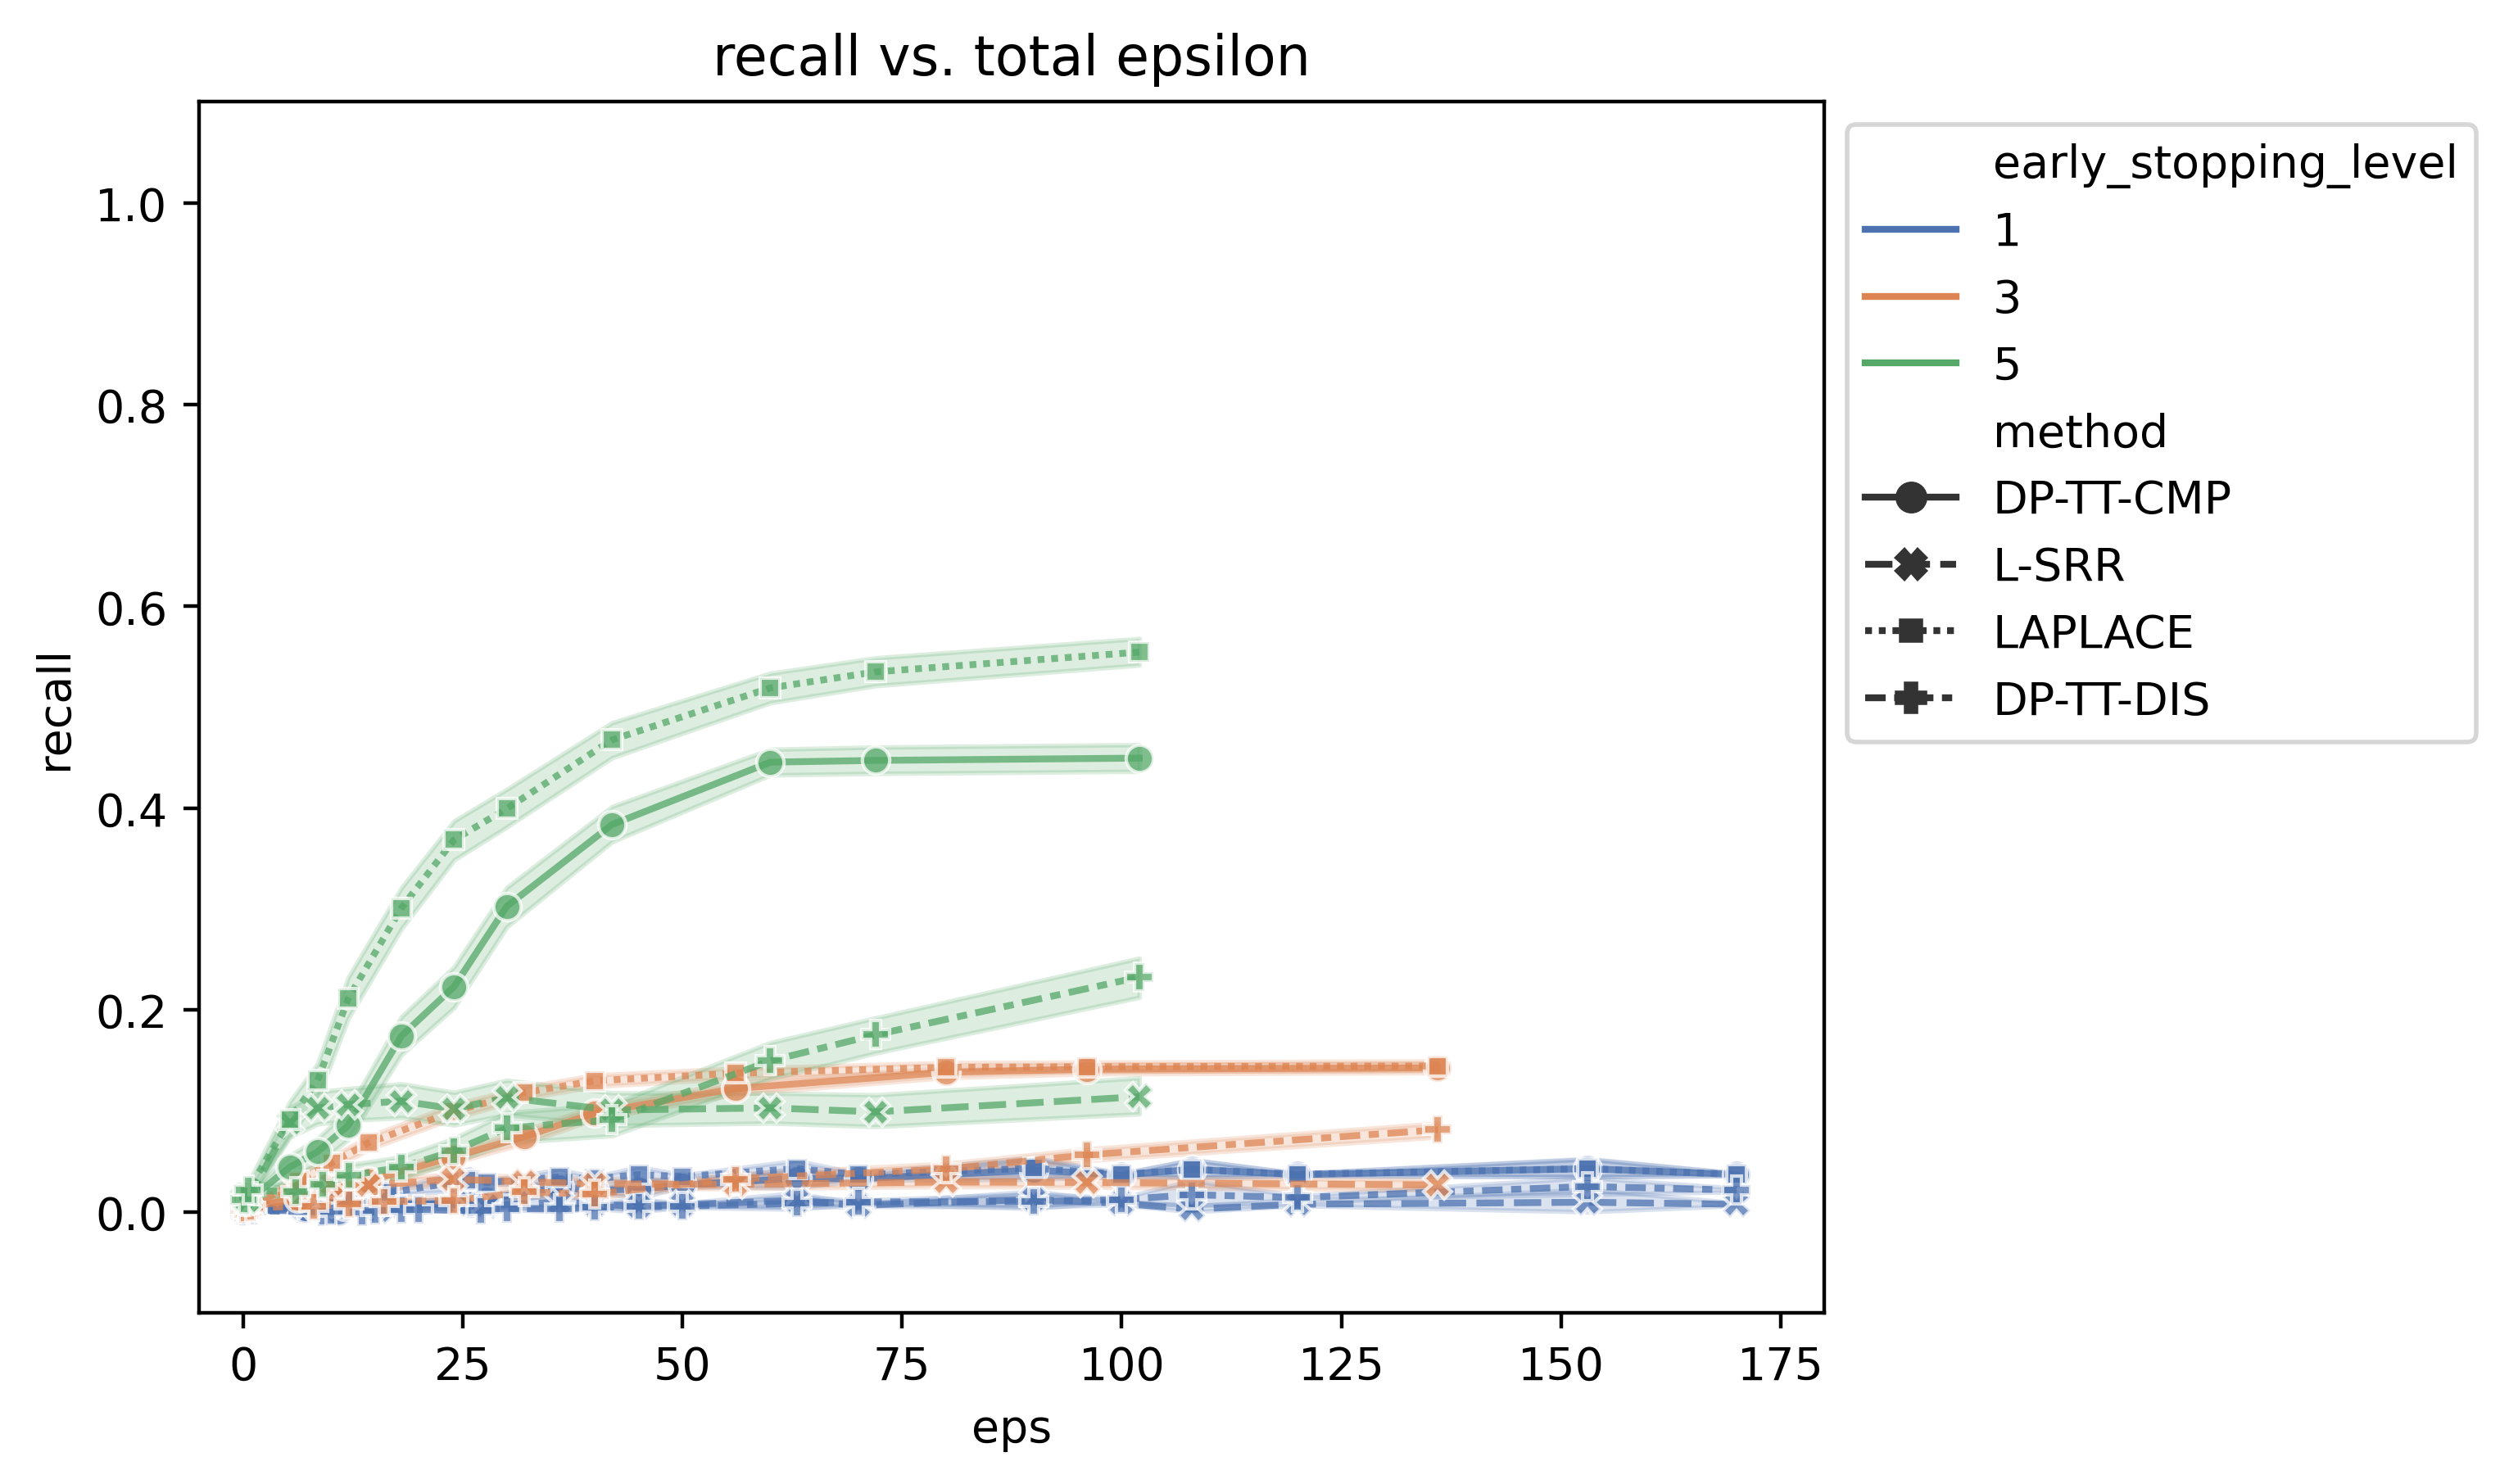 recall vs. total epsilon
1.0
0.8
0.6
0.4
0.2
0.0
recall
0 25 50 75 100 125 150 175
eps
early_stopping_level
1
3
5
method
DP-TT-CMP
L-SRR
LAPLACE
DP-TT-DIS